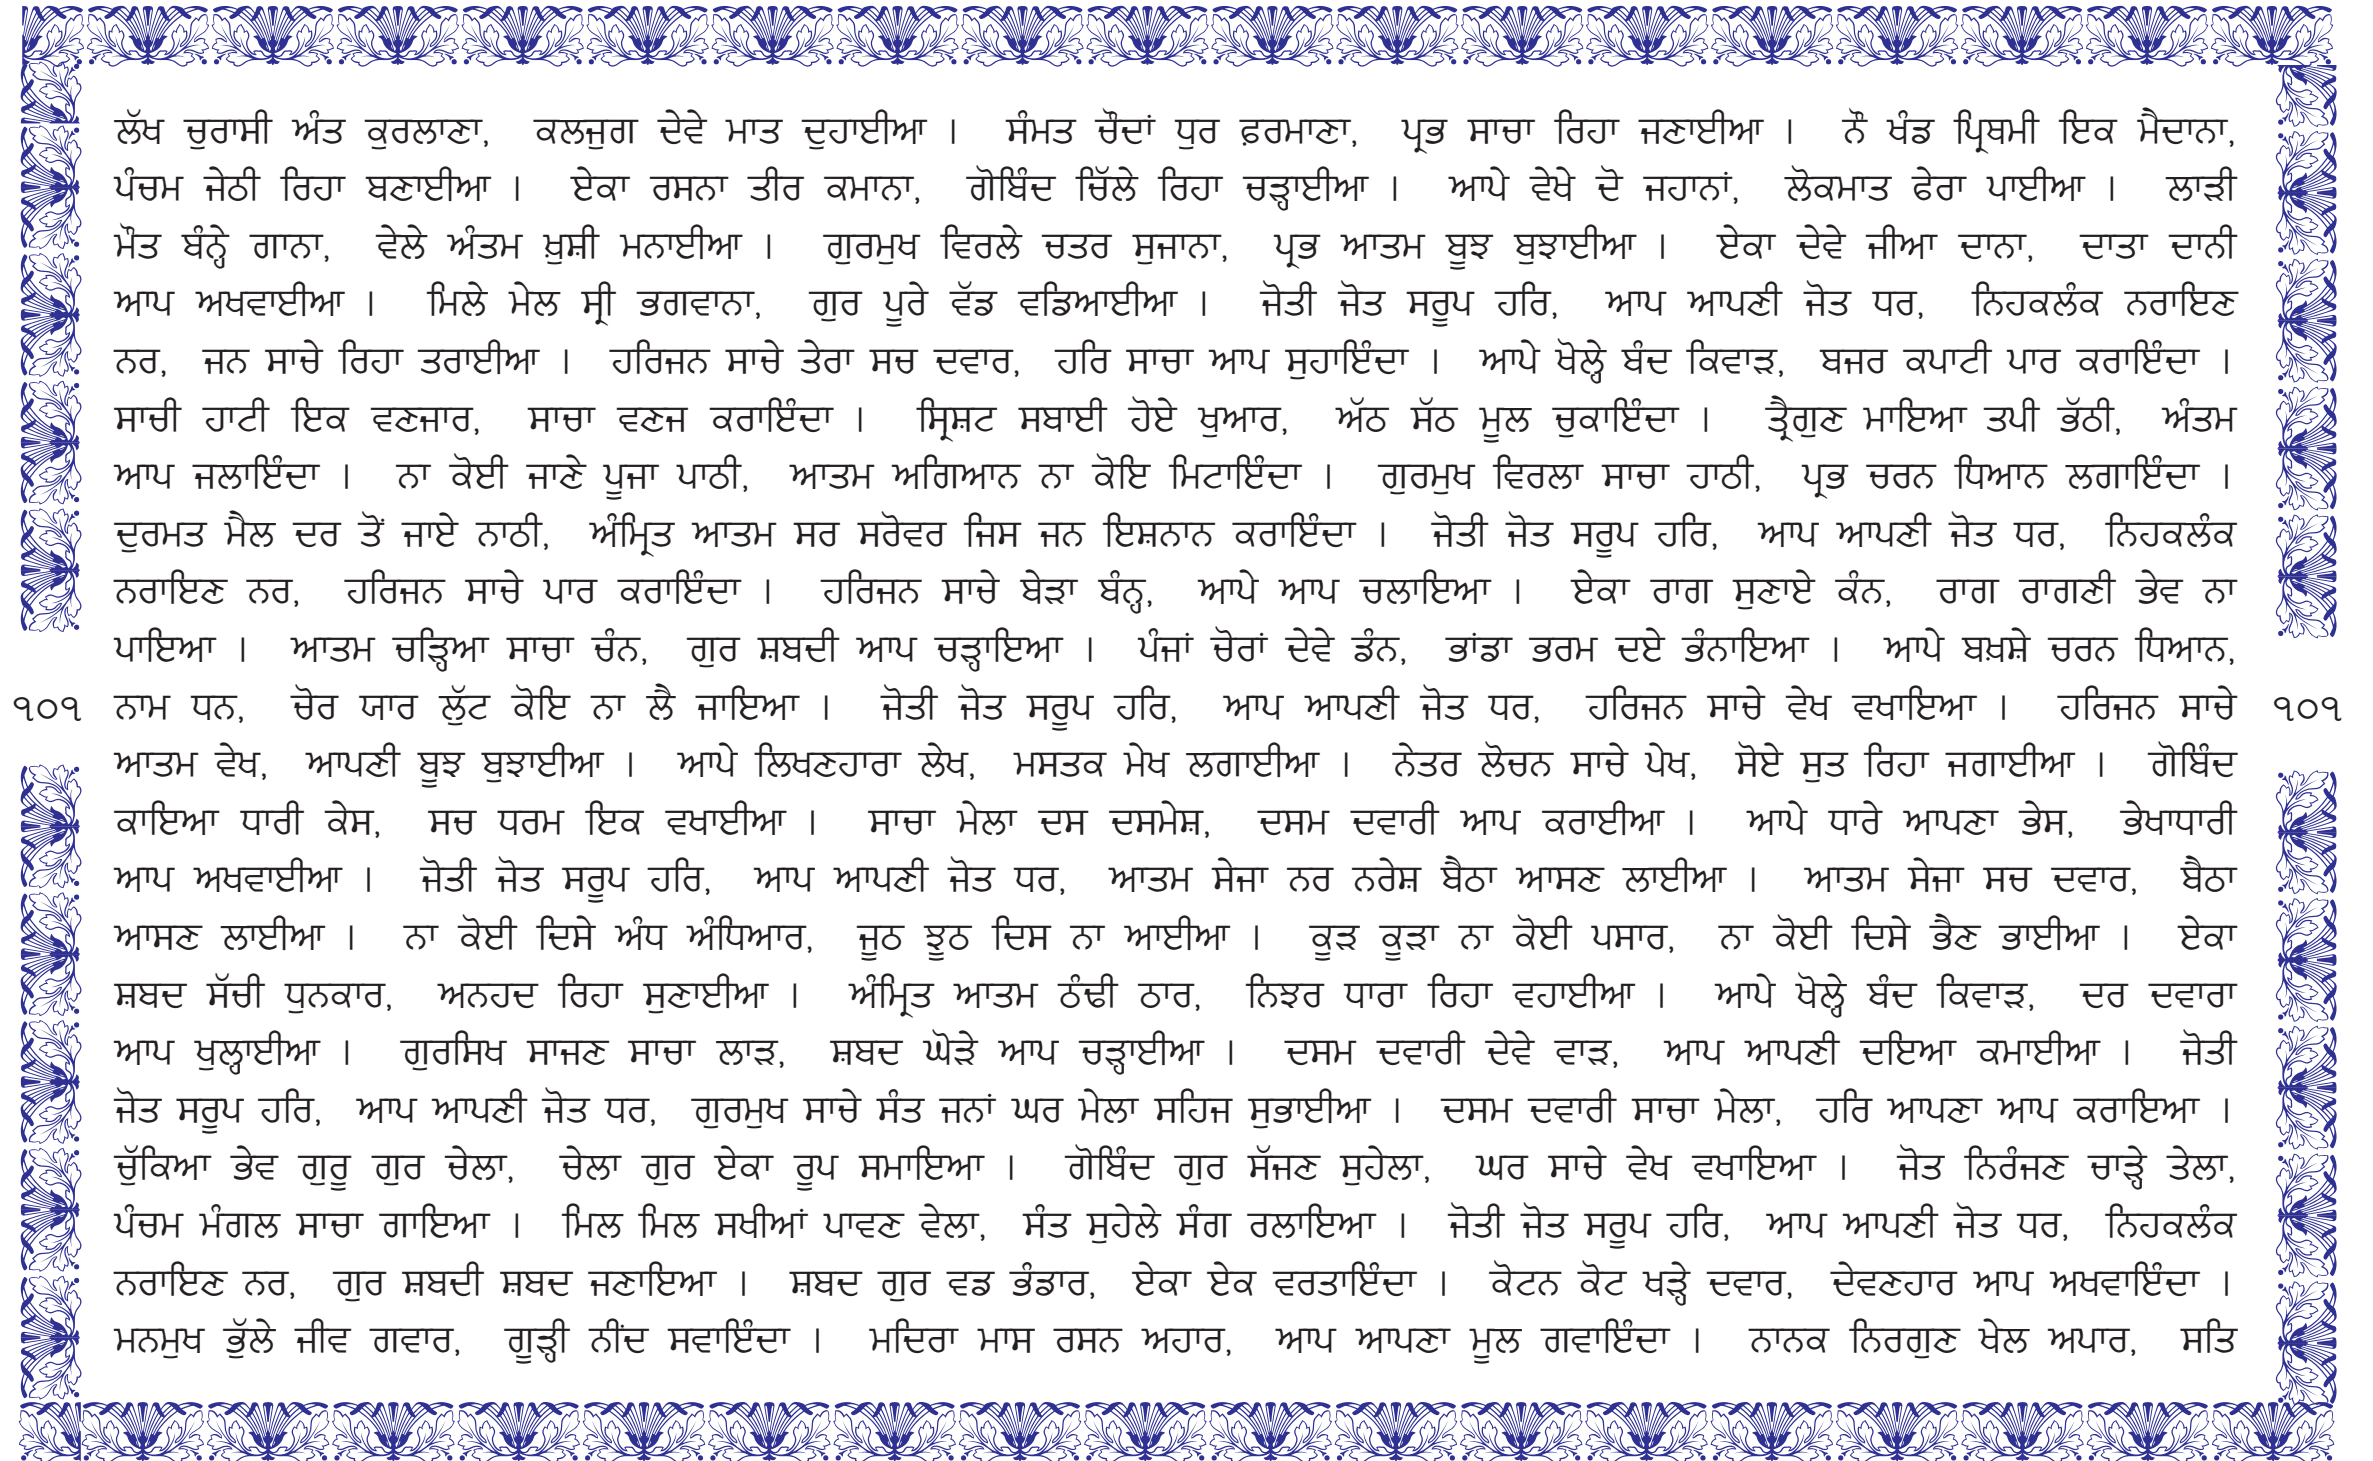 ਲੱਖ ਚੁਰਾਸੀ ਅੰਤ ਕੁਰਲਾਣਾ, ਕਲਜੁਗ ਦੇਵੇ ਮਾਤ ਦੁਹਾਈਆ । ਸੰਮਤ ਚੌਦਾਂ ਧੁਰ ਫ਼ਰਮਾਣਾ, ਪ੍ਰਭ ਸਾਚਾ ਰਿਹਾ ਜਣਾਈਆ । ਨੌਂ ਖੰਡ ਪ੍ਰਿਥਮੀ ਇਕ ਮੈਦਾਨਾ,
ਪੰਚਮ ਜੇਠੀ ਰਿਹਾ ਬਣਾਈਆ । ਏਕਾ ਰਸਨਾ ਤੀਰ ਕਮਾਨਾ, ਗੋਬਿੰਦ ਚਿੱਲੇ ਰਿਹਾ ਚੜ੍ਹਾਈਆ । ਆਪੇ ਵੇਖੇ ਦੋ ਜਹਾਨਾਂ, ਲੋਕਮਾਤ ਫੇਰਾ ਪਾਈਆ । ਲਾੜੀ
ਮੌਤ ਬੰਨ੍ਹੇ ਗਾਨਾ, ਵੇਲੇ ਅੰਤਮ ਖ਼ੁਸ਼ੀ ਮਨਾਈਆ । ਗੁਰਮੁਖ ਵਿਰਲੇ ਚਤਰ ਸੁਜਾਨਾ, ਪ੍ਰਭ ਆਤਮ ਬੂਝ ਬੁਝਾਈਆ । ਏਕਾ ਦੇਵੇ ਜੀਆ ਦਾਨਾ, ਦਾਤਾ ਦਾਨੀ
ਆਪ ਅਖਵਾਈਆ । ਮਿਲੇ ਮੇਲ ਸ੍ਰੀ ਭਗਵਾਨਾ, ਗੁਰ ਪੂਰੇ ਵੱਡ ਵਡਿਆਈਆ । ਜੋਤੀ ਜੋਤ ਸਰੂਪ ਹਰਿ, ਆਪ ਆਪਣੀ ਜੋਤ ਧਰ, ਨਿਹਕਲੰਕ ਨਰਾਇਣ
ਨਰ, ਜਨ ਸਾਚੇ ਰਿਹਾ ਤਰਾਈਆ । ਹਰਿਜਨ ਸਾਚੇ ਤੇਰਾ ਸਚ ਦਵਾਰ, ਹਰਿ ਸਾਚਾ ਆਪ ਸੁਹਾਇੰਦਾ । ਆਪੇ ਖੋਲ੍ਹੇ ਬੰਦ ਕਿਵਾੜ, ਬਜਰ ਕਪਾਟੀ ਪਾਰ ਕਰਾਇੰਦਾ ।
ਸਾਚੀ ਹਾਟੀ ਇਕ ਵਣਜਾਰ, ਸਾਚਾ ਵਣਜ ਕਰਾਇੰਦਾ । ਸ੍ਰਿਸ਼ਟ ਸਬਾਈ ਹੋਏ ਖੁਆਰ, ਅੱਠ ਸੱਠ ਮੂਲ ਚੁਕਾਇੰਦਾ । ਤ੍ਰੈਗੁਣ ਮਾਇਆ ਤਪੀ ਭੱਠੀ, ਅੰਤਮ
ਆਪ ਜਲਾਇੰਦਾ । ਨਾ ਕੋਈ ਜਾਣੇ ਪੂਜਾ ਪਾਠੀ, ਆਤਮ ਅਗਿਆਨ ਨਾ ਕੋਇ ਮਿਟਾਇੰਦਾ । ਗੁਰਮੁਖ ਵਿਰਲਾ ਸਾਚਾ ਹਾਠੀ, ਪ੍ਰਭ ਚਰਨ ਧਿਆਨ ਲਗਾਇੰਦਾ ।
ਦੁਰਮਤ ਮੈਲ ਦਰ ਤੋਂ ਜਾਏ ਨਾਠੀ, ਅੰਮ੍ਰਿਤ ਆਤਮ ਸਰ ਸਰੋਵਰ ਜਿਸ ਜਨ ਇਸ਼ਨਾਨ ਕਰਾਇੰਦਾ । ਜੋਤੀ ਜੋਤ ਸਰੂਪ ਹਰਿ, ਆਪ ਆਪਣੀ ਜੋਤ ਧਰ, ਨਿਹਕਲੰਕ
ਨਰਾਇਣ ਨਰ, ਹਰਿਜਨ ਸਾਚੇ ਪਾਰ ਕਰਾਇੰਦਾ । ਹਰਿਜਨ ਸਾਚੇ ਬੇੜਾ ਬੰਨ੍ਹ, ਆਪੇ ਆਪ ਚਲਾਇਆ । ਏਕਾ ਰਾਗ ਸੁਣਾਏ ਕੰਨ, ਰਾਗ ਰਾਗਣੀ ਭੇਵ ਨਾ
ਪਾਇਆ । ਆਤਮ ਚੜ੍ਹਿਆ ਸਾਚਾ ਚੰਨ, ਗੁਰ ਸ਼ਬਦੀ ਆਪ ਚੜ੍ਹਾਇਆ । ਪੰਜਾਂ ਚੋਰਾਂ ਦੇਵੇ ਡੰਨ, ਭਾਂਡਾ ਭਰਮ ਦਏ ਭੰਨਾਇਆ । ਆਪੇ ਬਖ਼ਸ਼ੇ ਚਰਨ ਧਿਆਨ,
੧੦੧ ਨਾਮ ਧਨ, ਚੋਰ ਯਾਰ ਲੁੱਟ ਕੋਇ ਨਾ ਲੈ ਜਾਇਆ । ਜੋਤੀ ਜੋਤ ਸਰੂਪ ਹਰਿ, ਆਪ ਆਪਣੀ ਜੋਤ ਧਰ, ਹਰਿਜਨ ਸਾਚੇ ਵੇਖ ਵਖਾਇਆ । ਹਰਿਜਨ ਸਾਚੇ ੧੦੧
ਆਤਮ ਵੇਖ, ਆਪਣੀ ਬੂਝ ਬੁਝਾਈਆ । ਆਪੇ ਲਿਖਣਹਾਰਾ ਲੇਖ, ਮਸਤਕ ਮੇਖ ਲਗਾਈਆ । ਨੇਤਰ ਲੋਚਨ ਸਾਚੇ ਪੇਖ, ਸੋਏ ਸੁਤ ਰਿਹਾ ਜਗਾਈਆ । ਗੋਬਿੰਦ
ਕਾਇਆ ਧਾਰੀ ਕੇਸ, ਸਚ ਧਰਮ ਇਕ ਵਖਾਈਆ । ਸਾਚਾ ਮੇਲਾ ਦਸ ਦਸਮੇਸ਼, ਦਸਮ ਦਵਾਰੀ ਆਪ ਕਰਾਈਆ । ਆਪੇ ਧਾਰੇ ਆਪਣਾ ਭੇਸ, ਭੇਖਾਧਾਰੀ
ਆਪ ਅਖਵਾਈਆ । ਜੋਤੀ ਜੋਤ ਸਰੂਪ ਹਰਿ, ਆਪ ਆਪਣੀ ਜੋਤ ਧਰ, ਆਤਮ ਸੇਜਾ ਨਰ ਨਰੇਸ਼ ਬੈਠਾ ਆਸਣ ਲਾਈਆ । ਆਤਮ ਸੇਜਾ ਸਚ ਦਵਾਰ, ਬੈਠਾ
ਆਸਣ ਲਾਈਆ । ਨਾ ਕੋਈ ਦਿਸੇ ਅੰਧ ਅੰਧਿਆਰ, ਜੂਠ ਝੂਠ ਦਿਸ ਨਾ ਆਈਆ । ਕੂੜ ਕੂੜਾ ਨਾ ਕੋਈ ਪਸਾਰ, ਨਾ ਕੋਈ ਦਿਸੇ ਭੈਣ ਭਾਈਆ । ਏਕਾ
ਸ਼ਬਦ ਸੱਚੀ ਧੁਨਕਾਰ, ਅਨਹਦ ਰਿਹਾ ਸੁਣਾਈਆ । ਅੰਮ੍ਰਿਤ ਆਤਮ ਠੰਢੀ ਠਾਰ, ਨਿਝਰ ਧਾਰਾ ਰਿਹਾ ਵਹਾਈਆ । ਆਪੇ ਖੋਲ੍ਹੇ ਬੰਦ ਕਿਵਾੜ, ਦਰ ਦਵਾਰਾ
ਆਪ ਖੁਲ੍ਹਾਈਆ । ਗੁਰਸਿਖ ਸਾਜਣ ਸਾਚਾ ਲਾੜ, ਸ਼ਬਦ ਘੋੜੇ ਆਪ ਚੜ੍ਹਾਈਆ । ਦਸਮ ਦਵਾਰੀ ਦੇਵੇ ਵਾੜ, ਆਪ ਆਪਣੀ ਦਇਆ ਕਮਾਈਆ । ਜੋਤੀ
ਜੋਤ ਸਰੂਪ ਹਰਿ, ਆਪ ਆਪਣੀ ਜੋਤ ਧਰ, ਗੁਰਮੁਖ ਸਾਚੇ ਸੰਤ ਜਨਾਂ ਘਰ ਮੇਲਾ ਸਹਿਜ ਸੁਭਾਈਆ । ਦਸਮ ਦਵਾਰੀ ਸਾਚਾ ਮੇਲਾ, ਹਰਿ ਆਪਣਾ ਆਪ ਕਰਾਇਆ ।
ਚੁੱਕਿਆ ਭੇਵ ਗੁਰੂ ਗੁਰ ਚੇਲਾ, ਚੇਲਾ ਗੁਰ ਏਕਾ ਰੂਪ ਸਮਾਇਆ । ਗੋਬਿੰਦ ਗੁਰ ਸੱਜਣ ਸੁਹੇਲਾ, ਘਰ ਸਾਚੇ ਵੇਖ ਵਖਾਇਆ । ਜੋਤ ਨਿਰੰਜਣ ਚਾੜ੍ਹੇ ਤੇਲਾ,
ਪੰਚਮ ਮੰਗਲ ਸਾਚਾ ਗਾਇਆ । ਮਿਲ ਮਿਲ ਸਖੀਆਂ ਪਾਵਣ ਵੇਲਾ, ਸੰਤ ਸੁਹੇਲੇ ਸੰਗ ਰਲਾਇਆ । ਜੋਤੀ ਜੋਤ ਸਰੂਪ ਹਰਿ, ਆਪ ਆਪਣੀ ਜੋਤ ਧਰ, ਨਿਹਕਲੰਕ
ਨਰਾਇਣ ਨਰ, ਗੁਰ ਸ਼ਬਦੀ ਸ਼ਬਦ ਜਣਾਇਆ । ਸ਼ਬਦ ਗੁਰ ਵਡ ਭੰਡਾਰ, ਏਕਾ ਏਕ ਵਰਤਾਇੰਦਾ । ਕੋਟਨ ਕੋਟ ਖੜ੍ਹੇ ਦਵਾਰ, ਦੇਵਣਹਾਰ ਆਪ ਅਖਵਾਇੰਦਾ ।
ਮਨਮੁਖ ਭੁੱਲੇ ਜੀਵ ਗਵਾਰ, ਗੂੜ੍ਹੀ ਨੀਂਦ ਸਵਾਇੰਦਾ । ਮਦਿਰਾ ਮਾਸ ਰਸਨ ਅਹਾਰ, ਆਪ ਆਪਣਾ ਮੂਲ ਗਵਾਇੰਦਾ । ਨਾਨਕ ਨਿਰਗੁਣ ਖੇਲ ਅਪਾਰ, ਸਤਿ